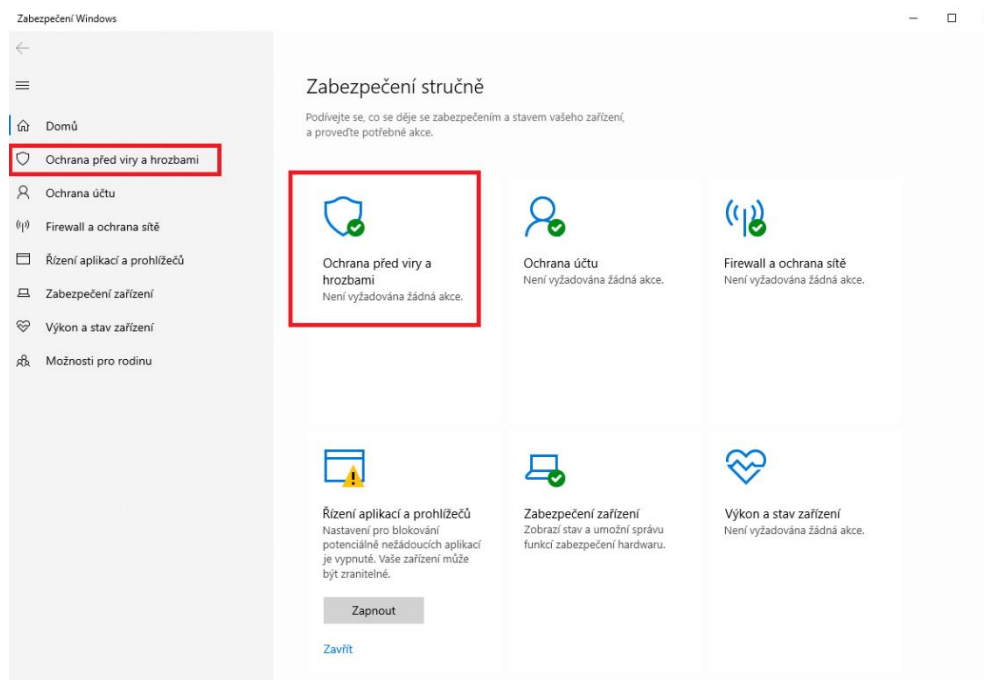 Zabezpečení Windows
Domů
Ochrana před viry a hrozbami
Ochrana účtu
Firewall a ochrana sítě
Řízení aplikací a prohlížečů
Zabezpečení zařízení
Výkon a stav zařízení
Možnosti pro rodinu
Zabezpečení stručně
Podívejte se, co se děje se zabezpečením a stavem vašeho zařízení,
a proveďte potřebné akce.
Ochrana před viry a
hrozbami
Není vyžadována žádná akce.
Ochrana účtu
Není vyžadována žádná akce.
Firewall a ochrana sítě
Není vyžadována žádná akce.
Řízení aplikací a prohlížečů
Nastavení pro blokování
potenciálně nežádoucích aplikací
je vypnuté. Vaše zařízení může
být zranitelné.
Zapnout
Zavřít
Zabezpečení zařízení
Zobrazí stav a umožní správu
funkcí zabezpečení hardwaru.
Výkon a stav zařízení
Není vyžadována žádná akce.